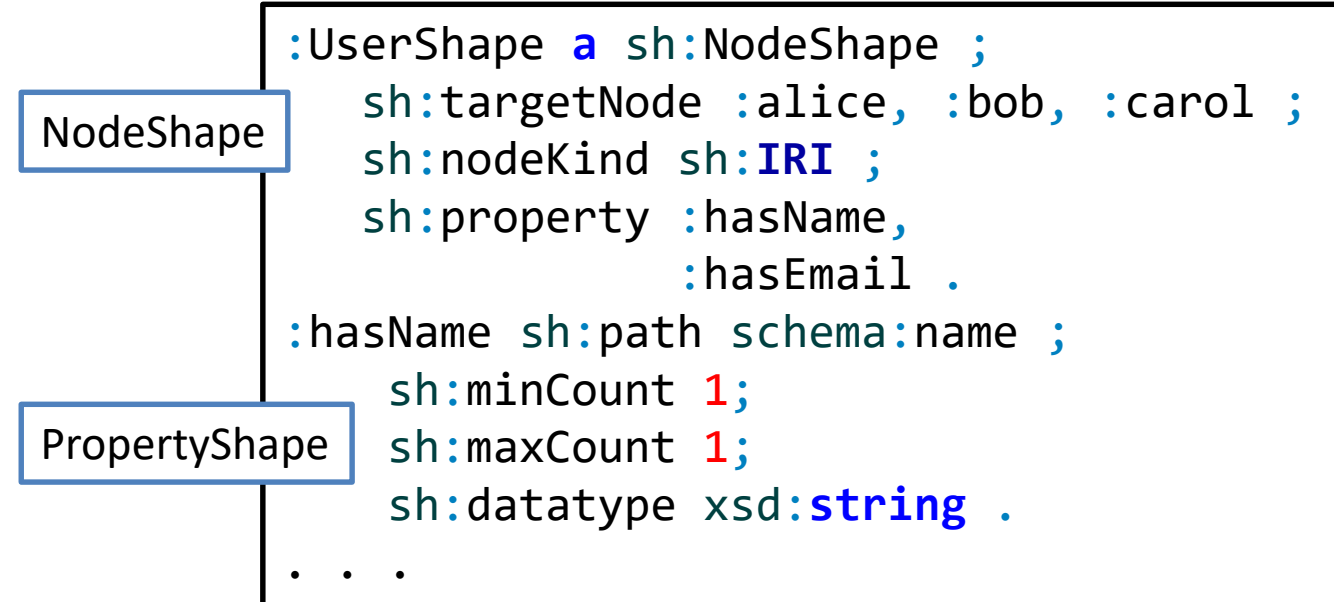 :UserShape a sh:NodeShape ;
sh:targetNode :alice, :bob, :carol ;
NodeShape
sh:nodeKind sh:IRI ;
sh:property :hasName,
:hasEmail .
:hasName sh:path schema:name ;
sh:minCount 1;
PropertyShape
sh:maxCount 1;
sh:datatype xsd:string .
. . .